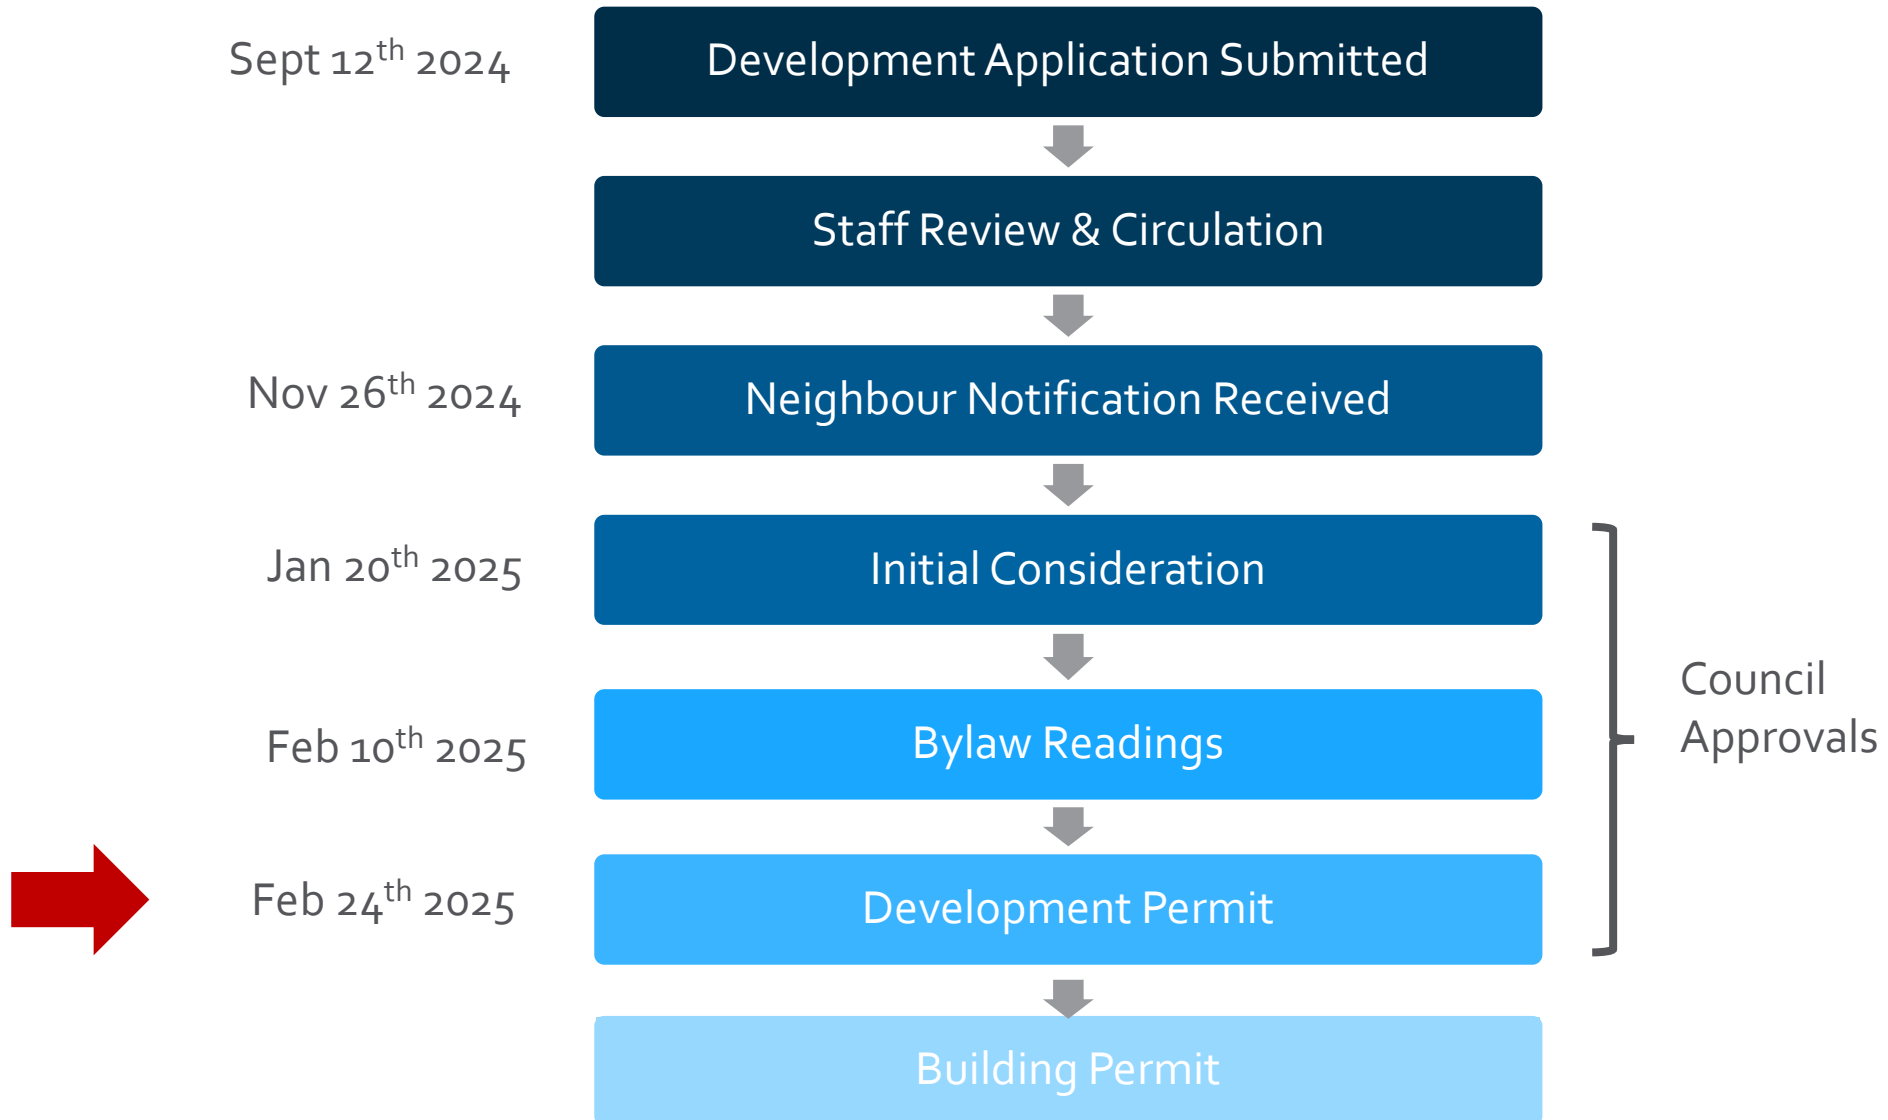 Sept 12th 2024
Development Application Submitted
Staff Review & Circulation
Nov 26th 2024
Neighbour Notification Received
Jan 20th 2025
Initial Consideration
Council
Approvals
Feb 10th 2025
Bylaw Readings
Feb 24th 2025
Development Permit
Building Permit